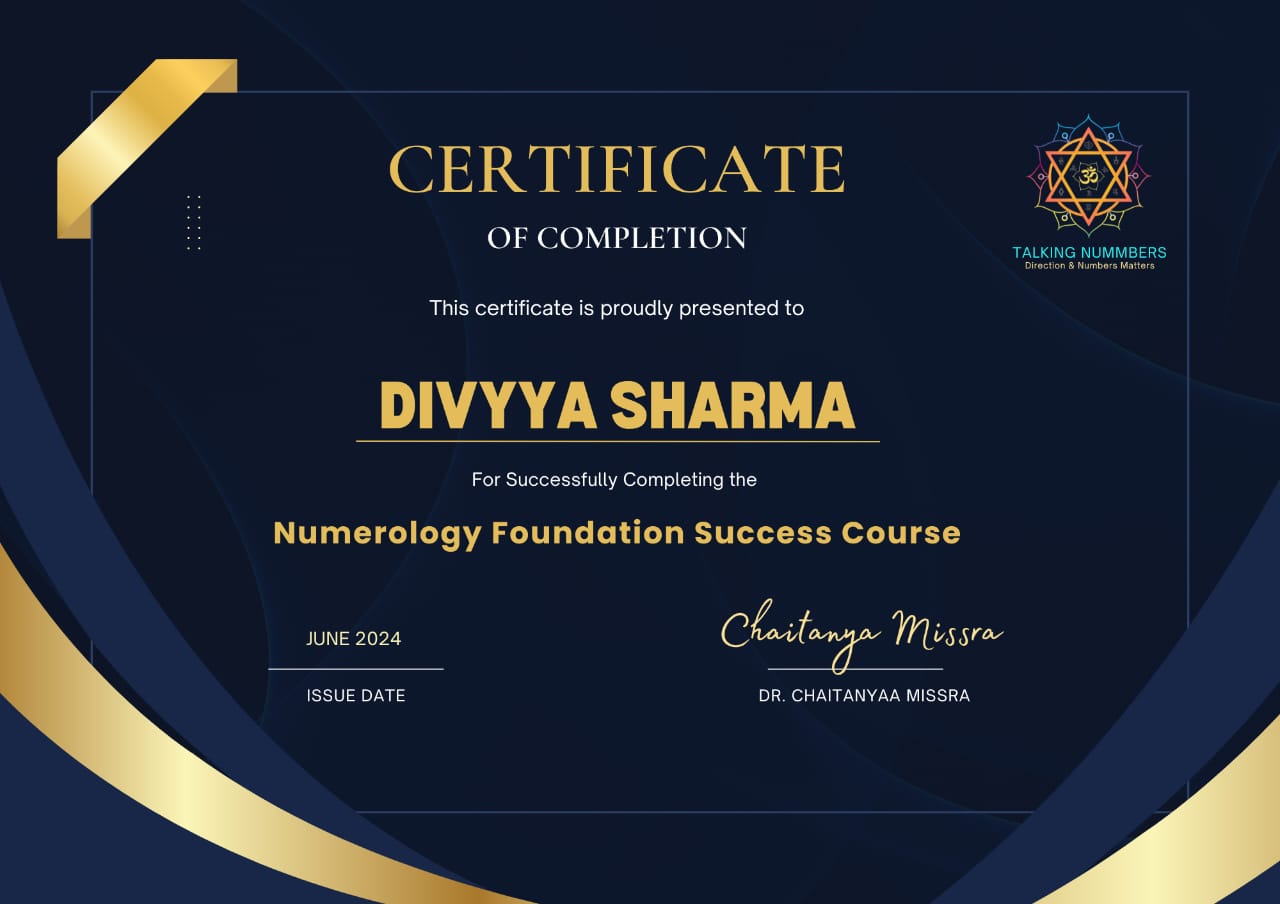 CERTIFICATE
OF COMPLETION
ॐ
TALKING NUMMBERS
Direction & Numbers Matters
This certificate is proudly presented to
DIVYYA SHARMA
For Successfully Completing the
Numerology Foundation Success Course
JUNE 2024
Chaitanya Missra
ISSUE DATE
DR. CHAITANYAA MISSRA